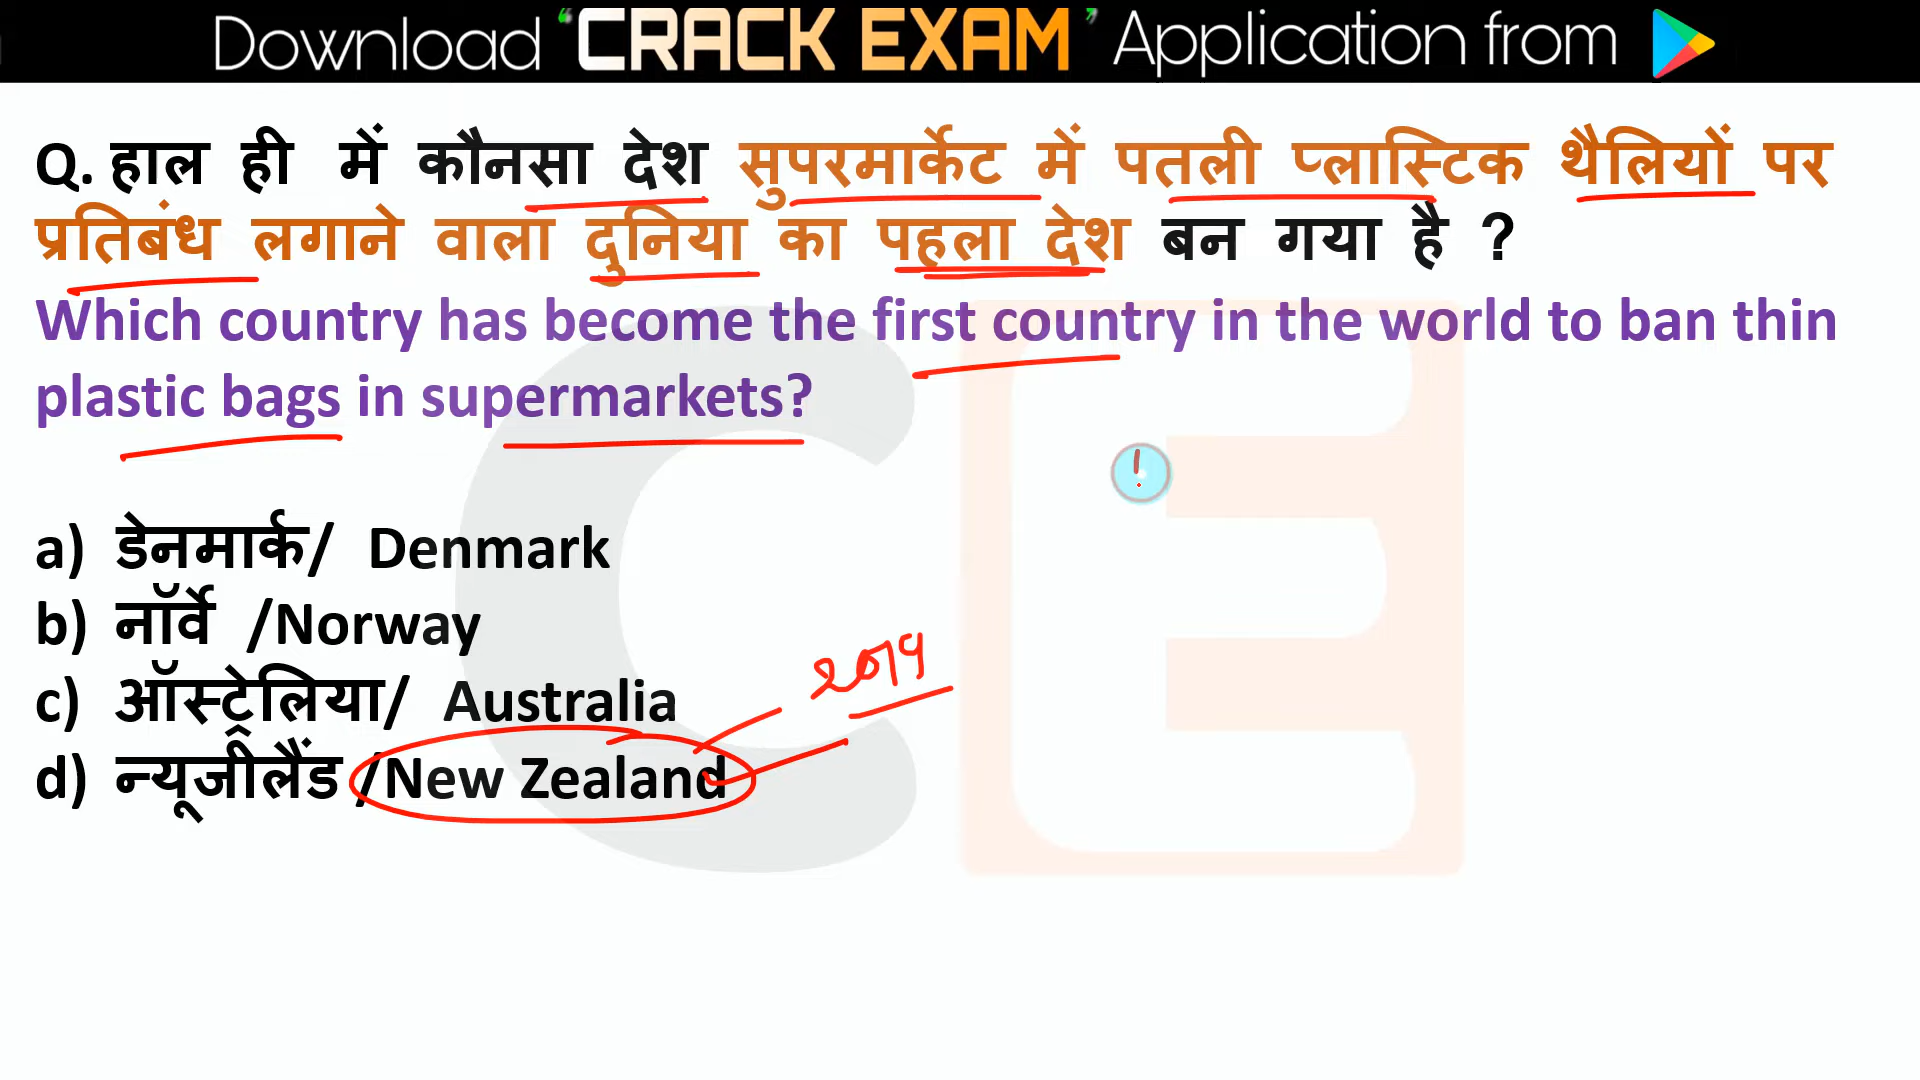 Download ‘CRACK EXAM’ Application from
Q. हाल ही में कौनसा देश सुपरमार्केट में पतली प्लास्टिक थैलियों पर
प्रतिबंध लगाने वाला दुनिया का पहला देश बन गया है ?
Which country has become the first country in the world to ban thin
plastic bags in supermarkets?
a) डेनमार्क/ Denmark
b) नॉर्वे /Norway
2019
c) ऑस्ट्रेलिया/ Australia
d) न्यूजीलैंड /New Zealand
CE